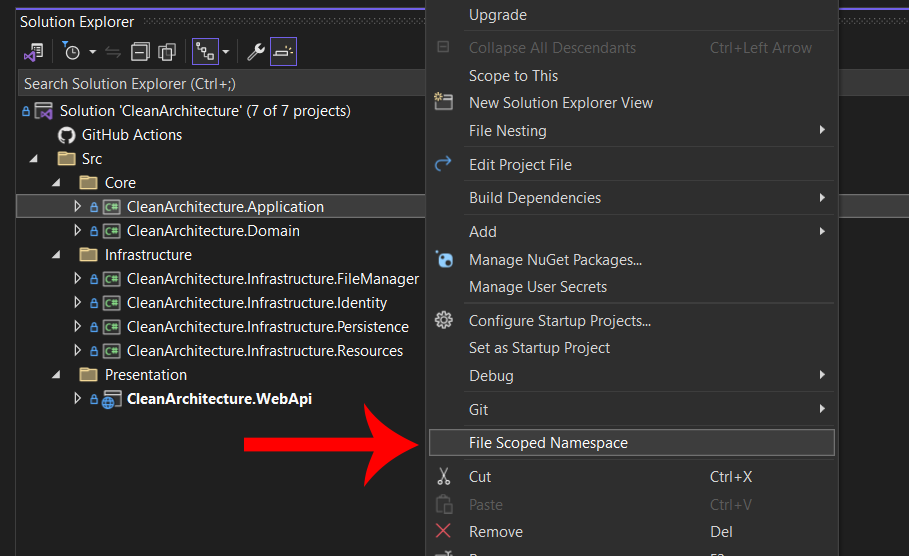 Solution Explorer
Search Solution Explorer (Ctrl+;)
Solution 'CleanArchitecture' (7 of 7 projects)
GitHub Actions
Src
Core
C# CleanArchitecture.Application
C# CleanArchitecture.Domain
Infrastructure
C# CleanArchitecture.Infrastructure.FileManager
C# CleanArchitecture.Infrastructure.Identity
C# CleanArchitecture.Infrastructure.Persistence
C# CleanArchitecture.Infrastructure.Resources
Presentation
CleanArchitecture.WebApi
Upgrade
Collapse All Descendants Ctrl+Left Arrow
Scope to This
New Solution Explorer View
File Nesting
Edit Project File
Build Dependencies
Add
Manage NuGet Packages...
Manage User Secrets
Configure Startup Projects...
Set as Startup Project
Debug
Git
File Scoped Namespace
Cut Ctrl+X
Paste Ctrl+V
Remove Del